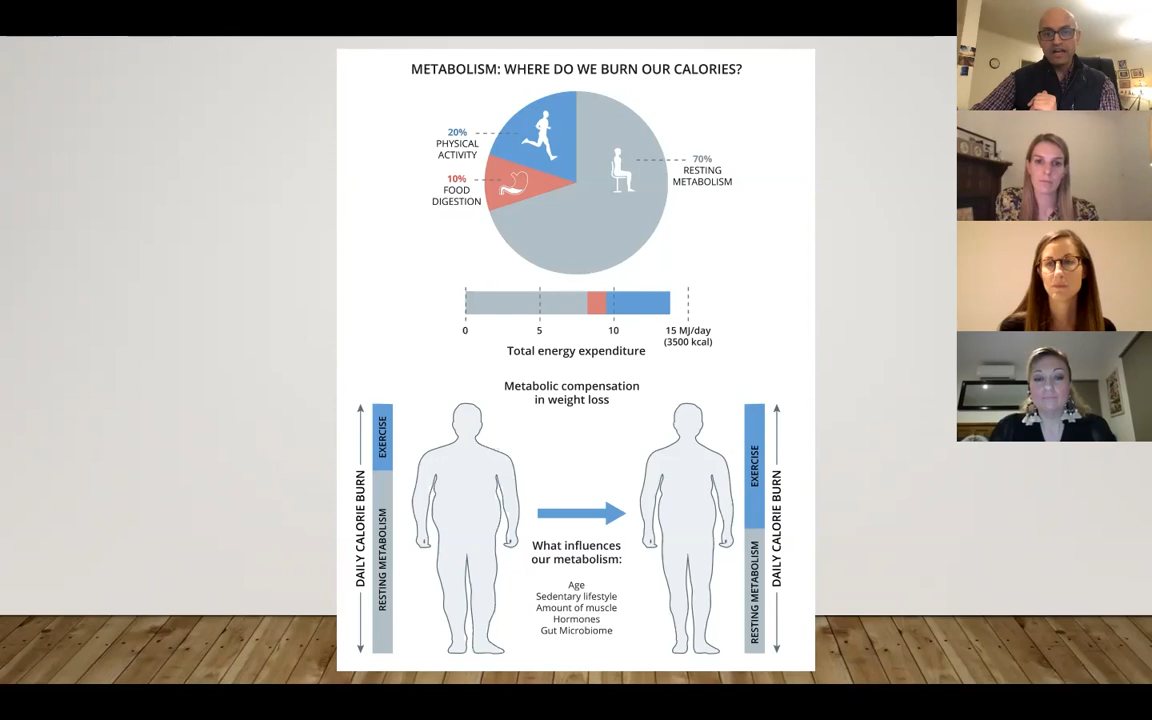 METABOLISM: WHERE DO WE BURN OUR CALORIES?
20%
PHYSICAL
ACTIVITY
10%
FOOD
DIGESTION
70%
RESTING
METABOLISM
0
5
10
15 MJ/day
(3500 kcal)
Total energy expenditure
Metabolic compensation
in weight loss
DAILY CALORIE BURN
EXERCISE
RESTING METABOLISM
What influences
our metabolism:
Age
Sedentary lifestyle
Amount of muscle
Hormones
Gut Microbiome
EXERCISE
RESTING METABOLISM
DAILY CALORIE BURN